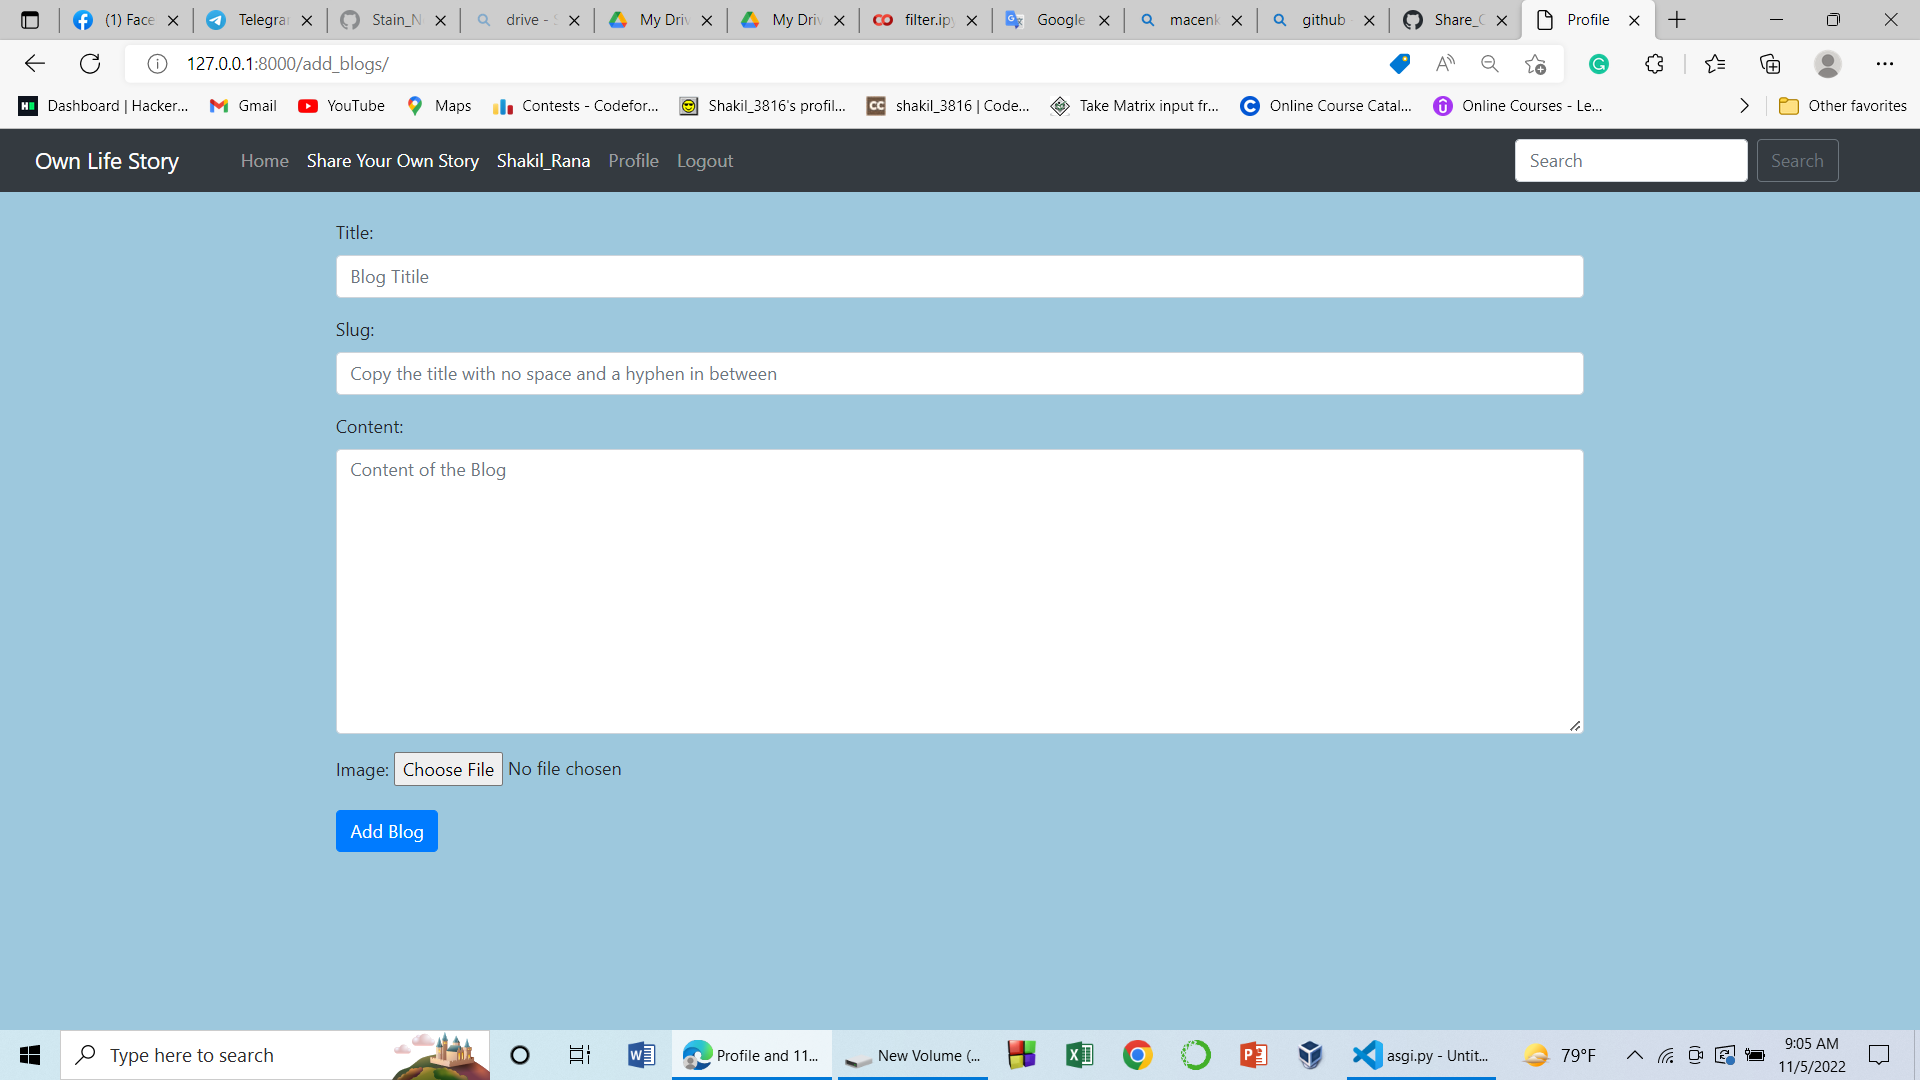 (1) Face
Telegra
Stain_N
drive - S
My Driv
My Driv
filter.ipy
Google
macenk
github
Share_C
Profile
127.0.0.1:8000/add_blogs/
Dashboard | Hacker...
Gmail
YouTube
Maps
Contests - Codefor...
Shakil_3816's profil...
shakil_3816 | Code...
Take Matrix input fr...
Online Course Catal...
Online Courses - Le...
Other favorites
Own Life Story
Home
Share Your Own Story
Shakil_Rana
Profile
Logout
Search
Search
Title:
Blog Titile
Slug:
Copy the title with no space and a hyphen in between
Content:
Content of the Blog
Image: Choose File No file chosen
Add Blog
Type here to search
Profile and 11...
New Volume (...
asgi.py - Untit...
79°F
9:05 AM
11/5/2022